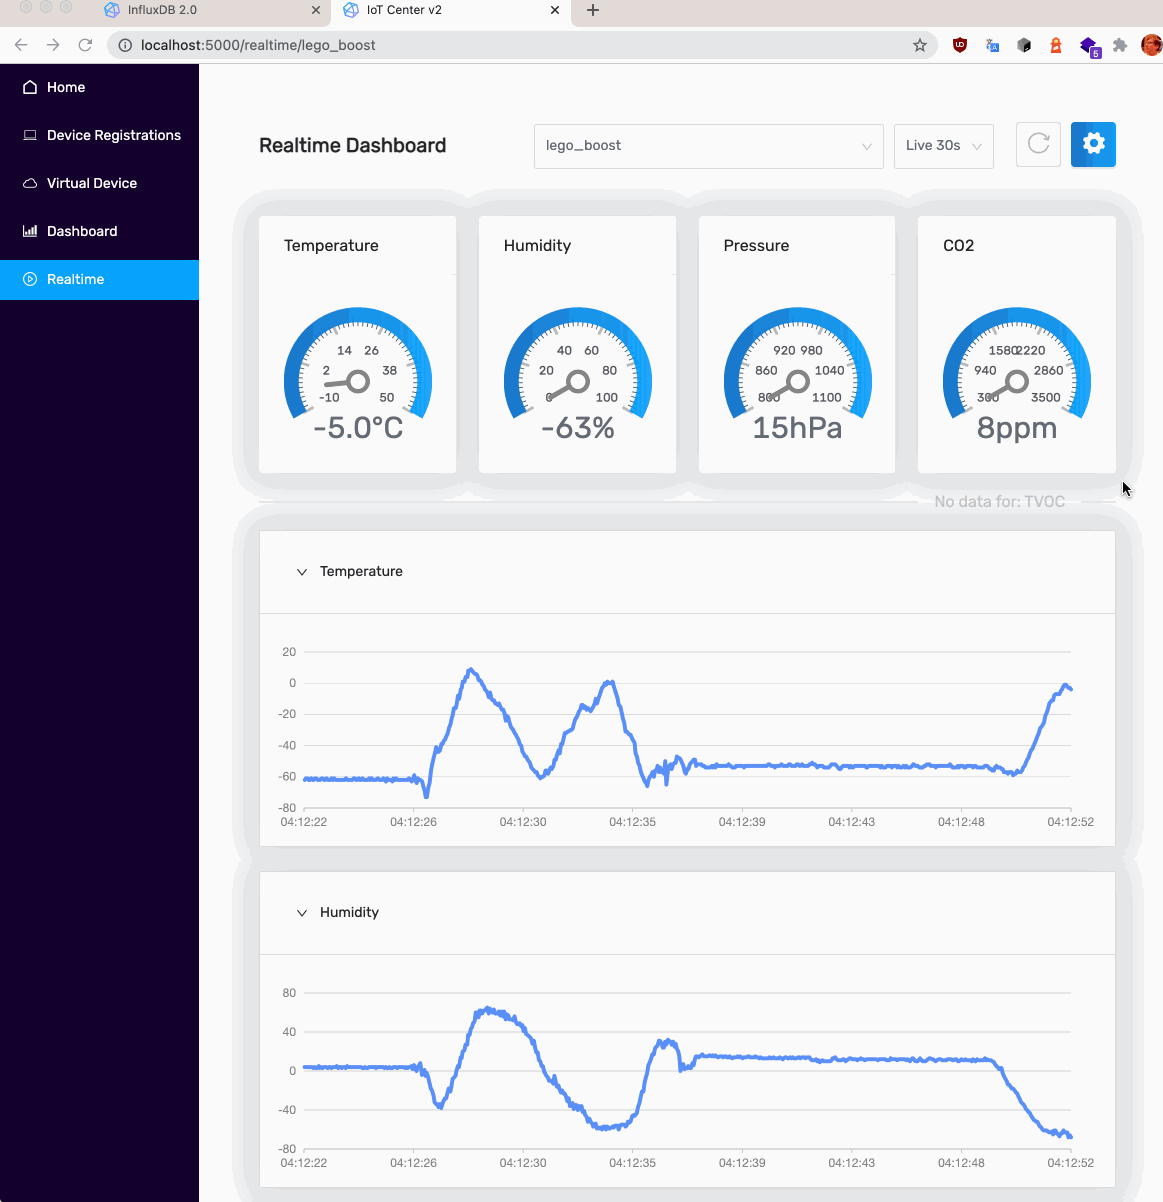 InfluxDB 2.0
IoT Center v2
localhost:5000/realtime/lego_boost
5
Home
Device Registrations
Virtual Device
Dashboard
Realtime
Realtime Dashboard
lego_boost
Live 30s
Temperature
-10
2
14
26
38
50
-5.0°C
Humidity
0
20
40
60
80
100
-63%
Pressure
800
860
920
980
1040
1100
15hPa
CO2
300
940
1580
2220
2860
3500
8ppm
No data for: TVOC
Temperature
20
0
-20
-40
-60
-80
04:12:22 04:12:26 04:12:30 04:12:35 04:12:39 04:12:43 04:12:48 04:12:52
Humidity
80
40
0
-40
-80
04:12:22 04:12:26 04:12:30 04:12:35 04:12:39 04:12:43 04:12:48 04:12:52